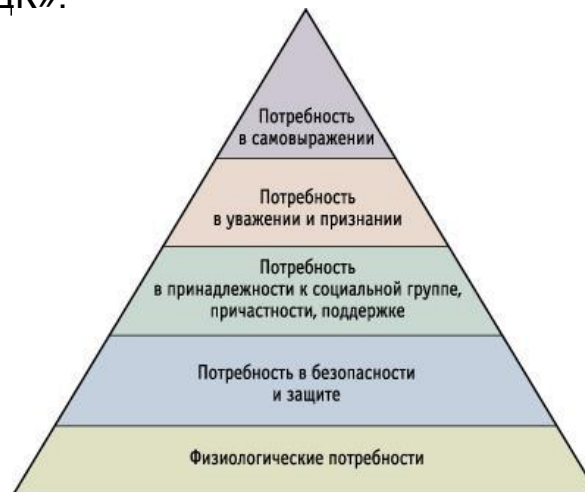 Потребность
в самовыражении
Потребность
в уважении и признании
Потребность
в принадлежности к социальной группе,
причастности, поддержке
Потребность в безопасности
и защите
Физиологические потребности